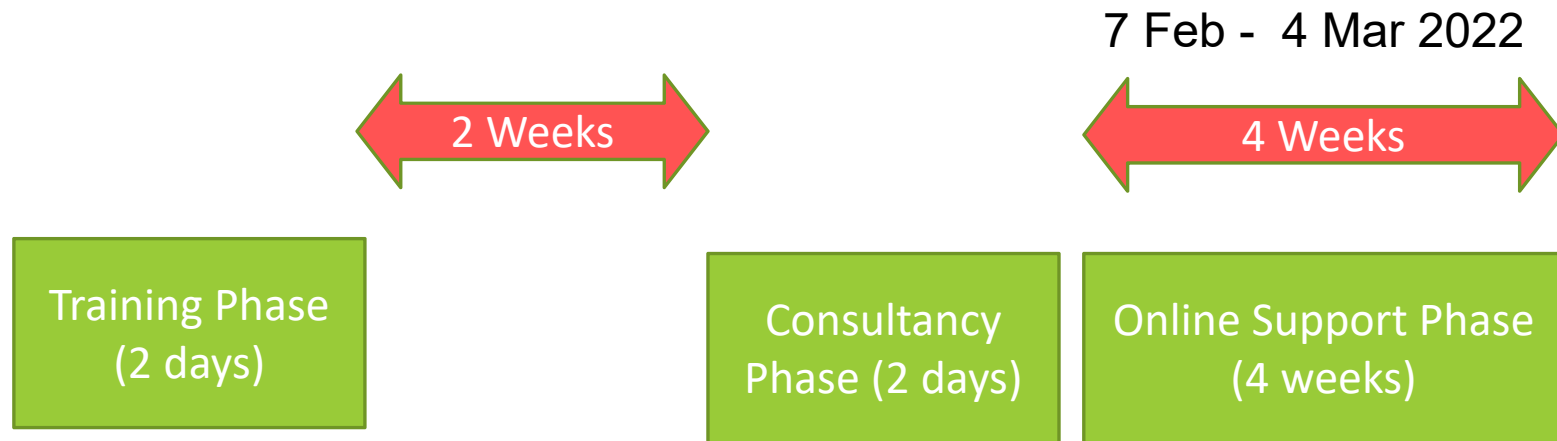 7 Feb -  4 Mar 2022
2 Weeks
4 Weeks
Training Phase
(2 days)
Consultancy
Phase (2 days)
Online Support Phase
(4 weeks)